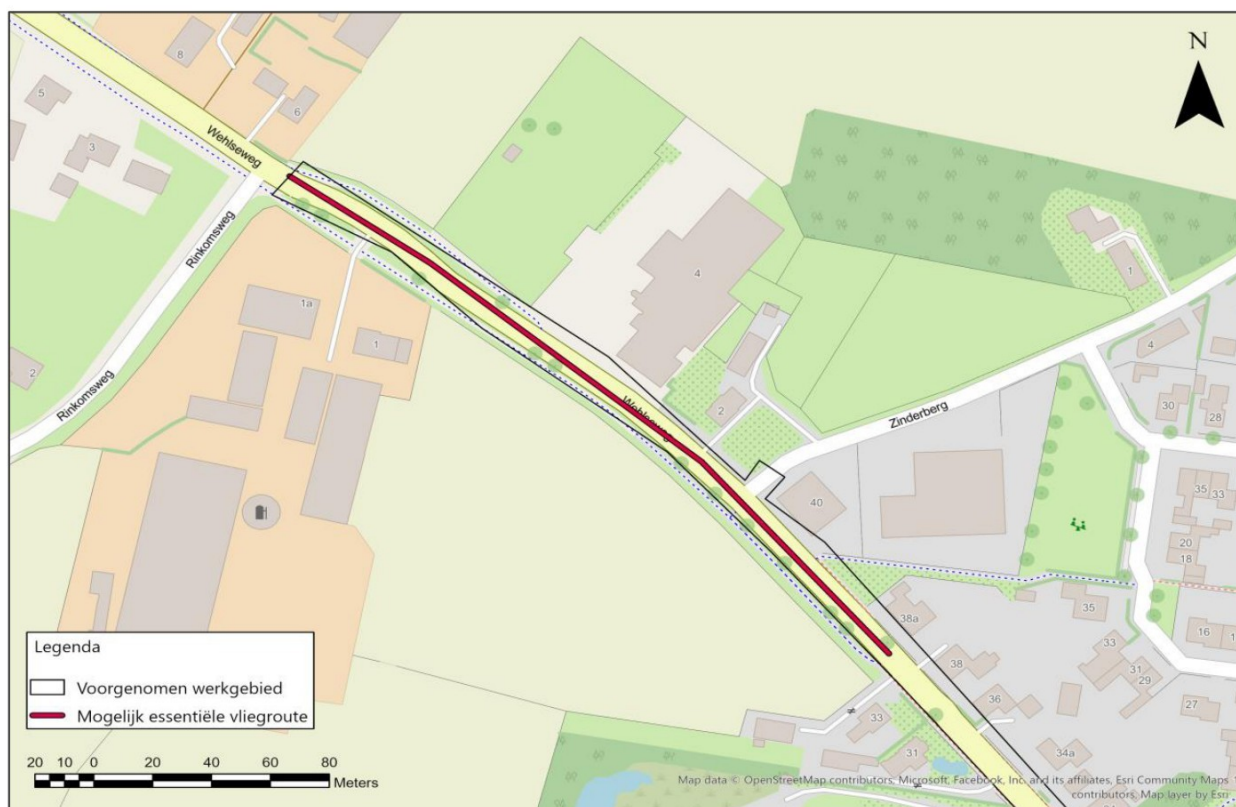 N
8
5
6
3
Wehlseweg
Rinkomsweg
4
1
1a
1
2
4
Rinkomsweg
2
Wehlseweg
Zinderberg
30
28
40
35
33
20
18
38a
35
16
38
33
31
29
36
27
33
31
34a
Legenda
Voorgenomen werkgebied
Mogelijk essentiële vliegroute
20 10 0 20 40 60 80
Meters
Map data © OpenStreetMap contributors, Microsoft, Facebook, Inc. and its affiliates, Esri Community Maps
contributors, Map layer by Esri